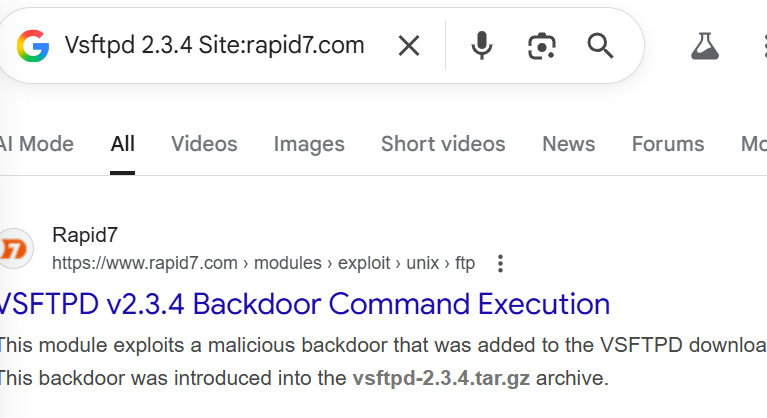 Vsftpd 2.3.4 Site:rapid7.com
AI Mode All Videos Images Short videos News Forums
Rapid7
https://www.rapid7.com › modules › exploit › unix › ftp
VSFTPD v2.3.4 Backdoor Command Execution
This module exploits a malicious backdoor that was added to the VSFTPD
This backdoor was introduced into the vsftpd-2.3.4.tar.gz archive.